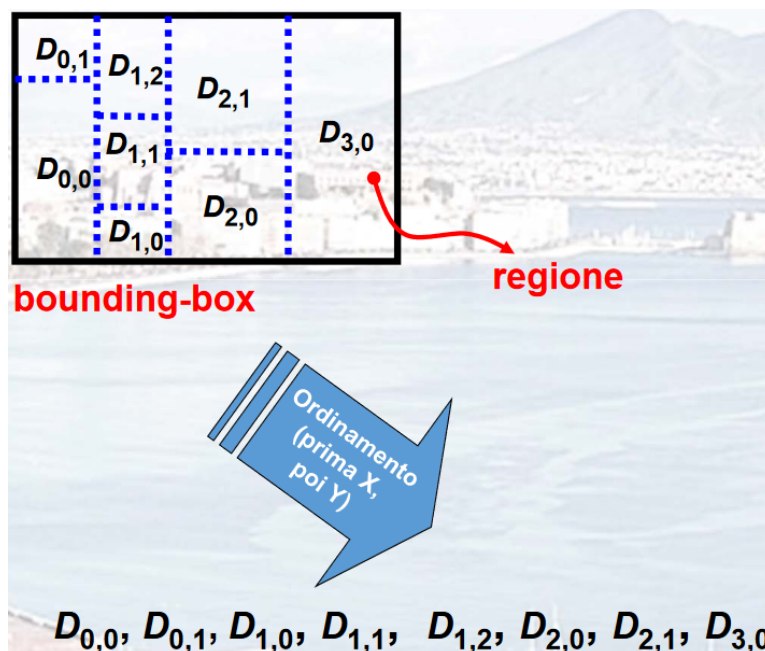 D0,1
D1,2
D2,1
D3,0
D1,1
D0,0
D2,0
D1,0
regione
bounding-box
Ordinamento
(prima X,
poi Y)
D0,0, D0,1, D1,0, D1,1, D1,2, D2,0, D2,1, D3,0